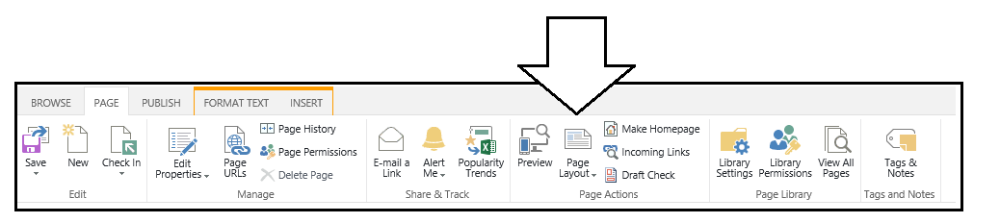 BROWSE PAGE PUBLISH FORMAT TEXT INSERT
Save
New
Check In
Edit
Edit
Properties
Page
URLs
Page History
Page Permissions
Delete Page
Manage
E-mail a
Link
Alert
Me
Popularity
Trends
Share & Track
Preview
Page
Layout
Make Homepage
Incoming Links
Draft Check
Page Actions
Library
Settings
Library
Permissions
View All
Pages
Page Library
Tags &
Notes
Tags and Notes